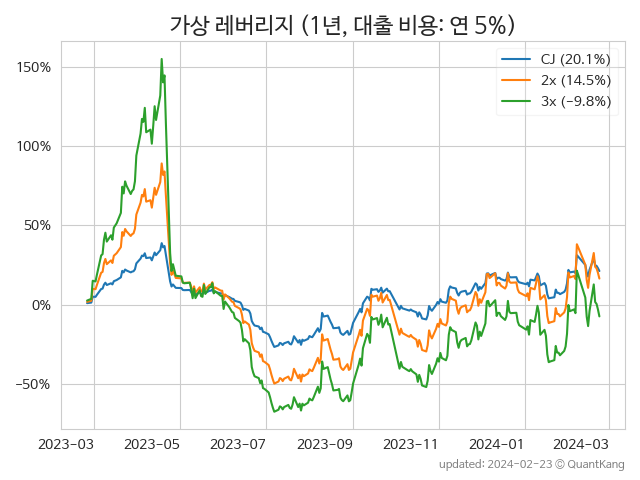 가상 레버리지 (1년, 대출 비용: 연 5%)
CJ (20.1%)
2x (14.5%)
3x (−9.8%)
150%
100%
50%
0%
−50%
2023-03 2023-05 2023-07 2023-09 2023-11 2024-01 2024-03
updated: 2024-02-23 © QuantKang